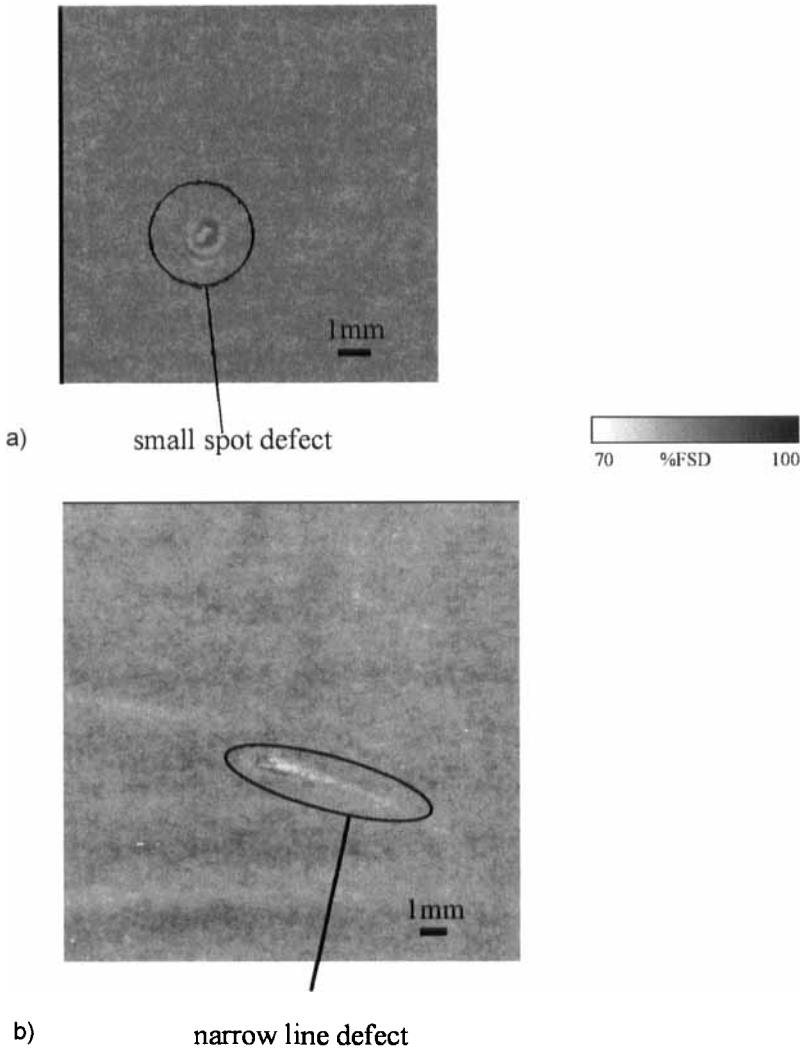 1mm
a)
small spot defect
70 %FSD 100
1mm
b)
narrow line defect